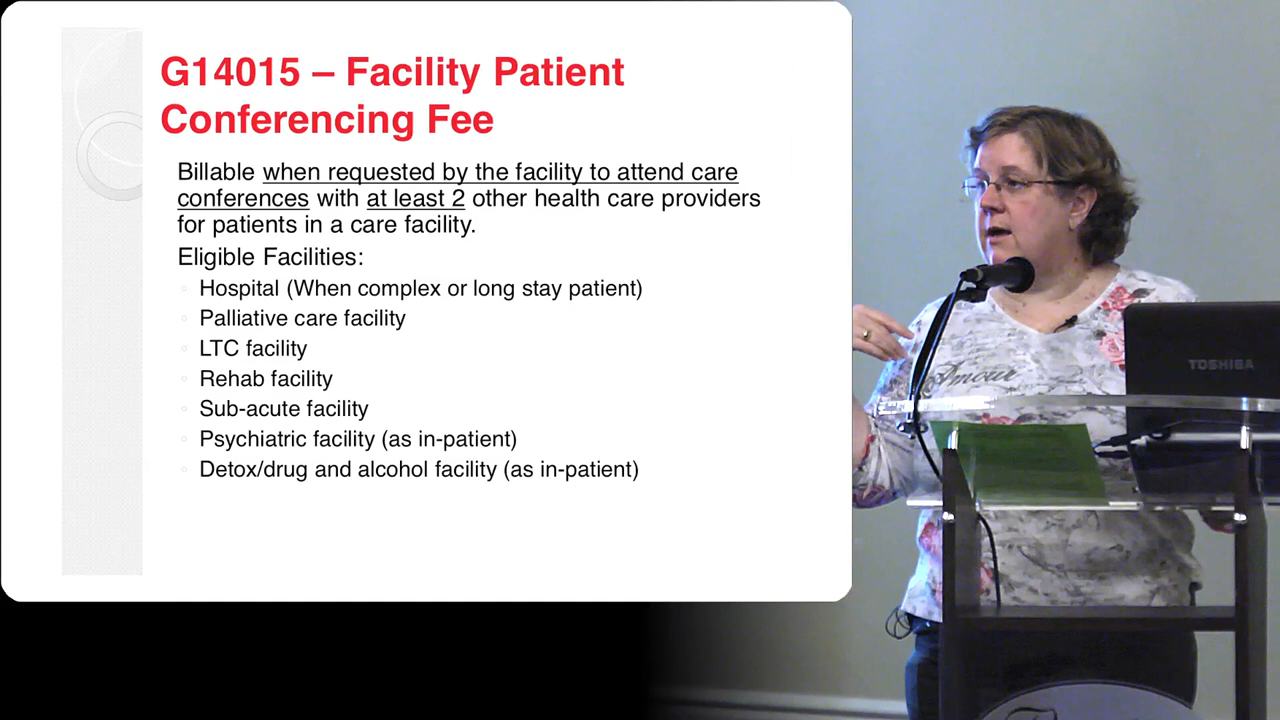 G14015 – Facility Patient
Conferencing Fee
Billable when requested by the facility to attend care
conferences with at least 2 other health care providers
for patients in a care facility.
Eligible Facilities:
Hospital (When complex or long stay patient)
Palliative care facility
LTC facility
Rehab facility
Sub-acute facility
Psychiatric facility (as in-patient)
Detox/drug and alcohol facility (as in-patient)
Amour
TOSHIBA